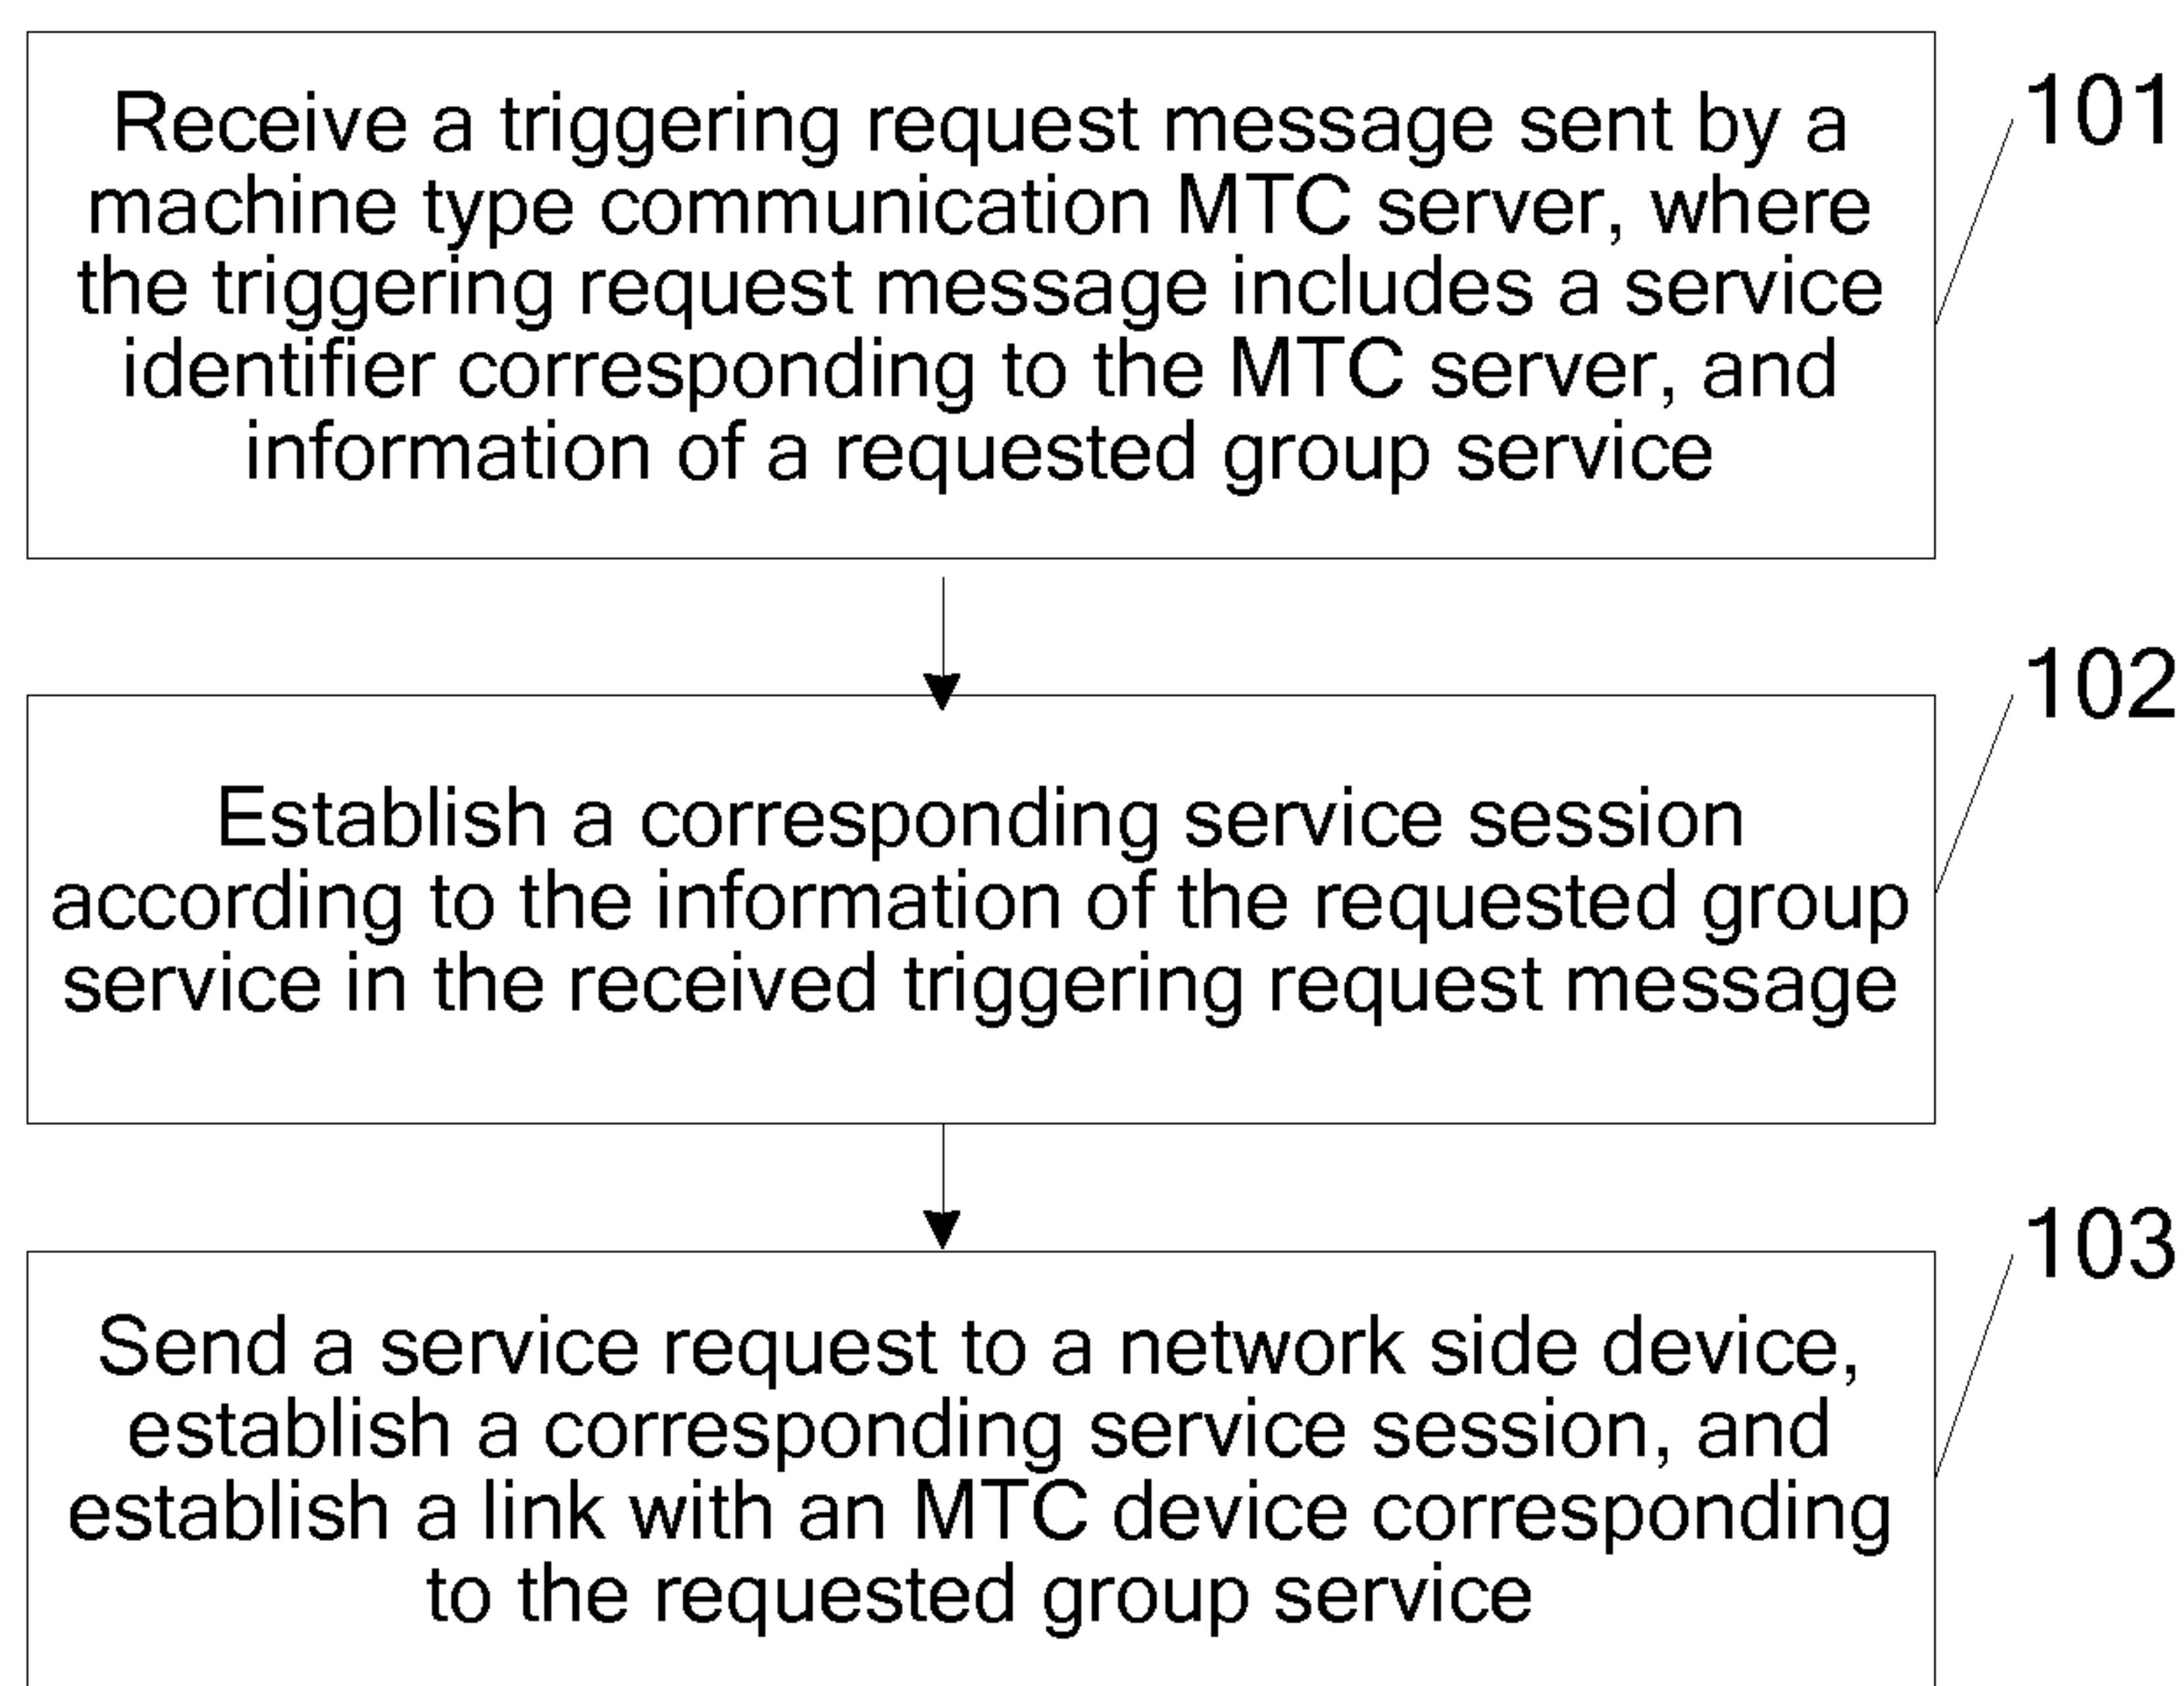 Receive a triggering request message sent by a
machine type communication MTC server, where
the triggering request message includes a service
identifier corresponding to the MTC server, and
information of a requested group service
101
Establish a corresponding service session
according to the information of the requested group
service in the received triggering request message
102
Send a service request to a network side device,
establish a corresponding service session, and
establish a link with an MTC device corresponding
to the requested group service
103